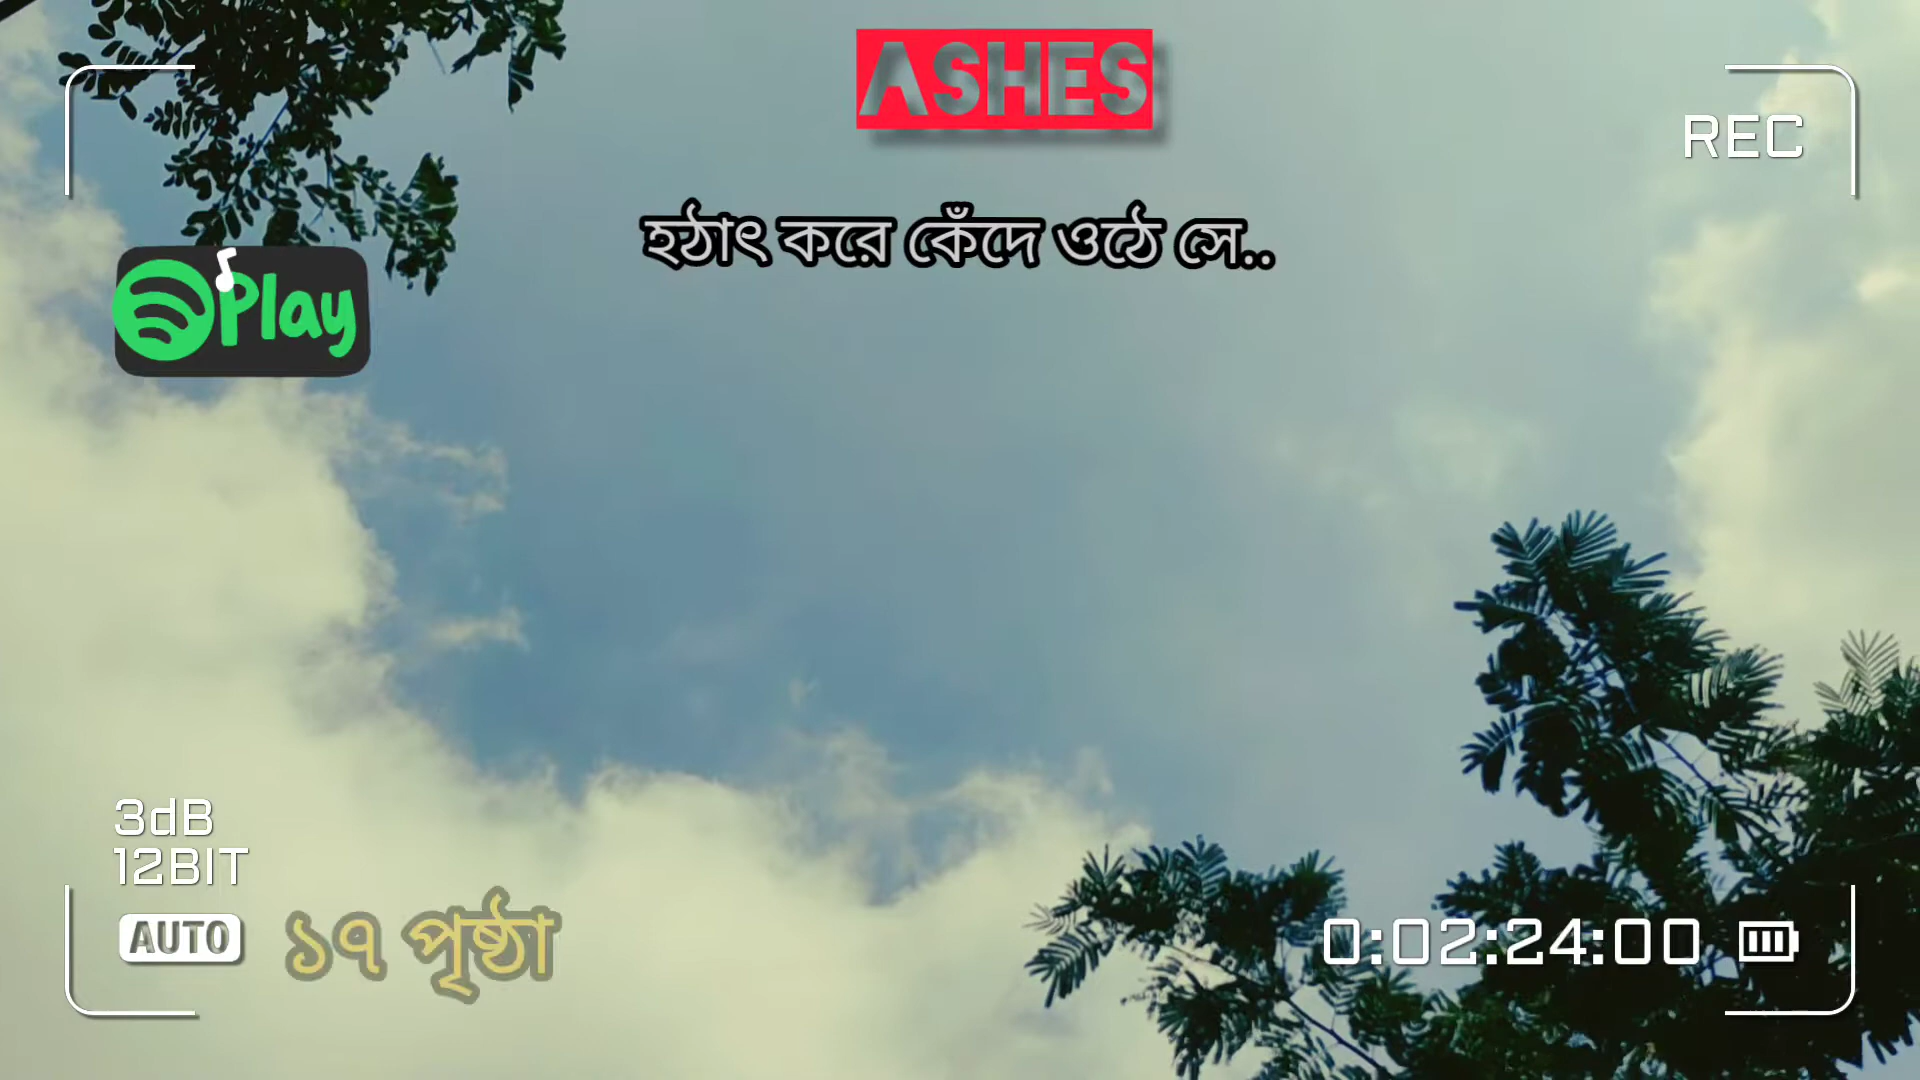 ASHES
REC
হঠাৎ করে কেঁদে ওঠে সে..
Play
3dB
12BIT
AUTO
১৭ পৃষ্ঠা
0:02:24:00